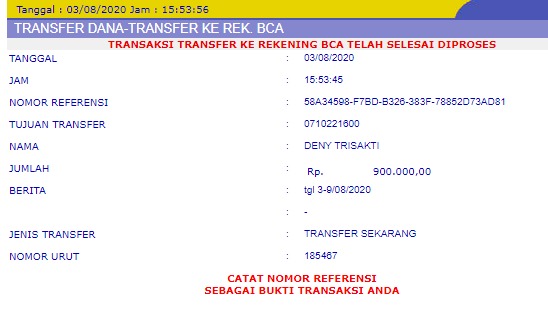 Tanggal : 03/08/2020 Jam : 15:53:56
TRANSFER DANA-TRANSFER KE REK. BCA
TRANSAKSI TRANSFER KE REKENING BCA TELAH SELESAI DIPROSES
TANGGAL : 03/08/2020
JAM : 15:53:45
NOMOR REFERENSI : 58A34598-F7BD-B326-383F-78852D73AD81
TUJUAN TRANSFER : 0710221600
NAMA : DENY TRISAKTI
JUMLAH : Rp. 900.000,00
BERITA : tgl 3-9/08/2020
: -
JENIS TRANSFER : TRANSFER SEKARANG
NOMOR URUT : 185467
CATAT NOMOR REFERENSI
SEBAGAI BUKTI TRANSAKSI ANDA